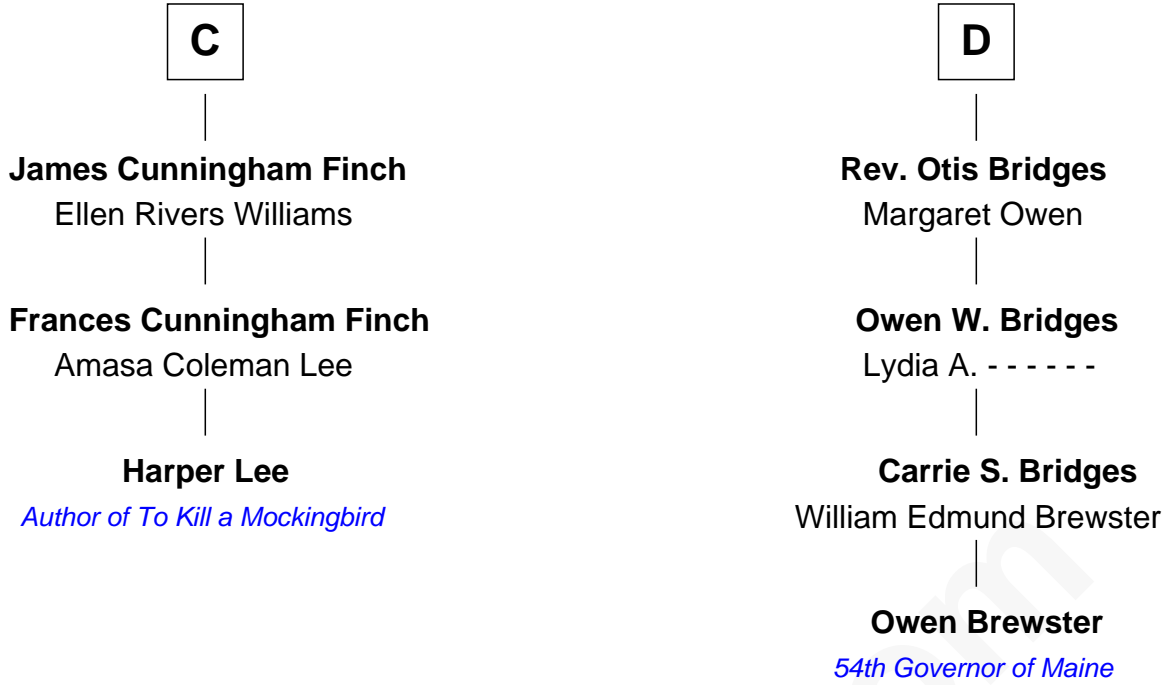 C
James Cunningham Finch
Ellen Rivers Williams
Frances Cunningham Finch
Amasa Coleman Lee
Harper Lee
Author of To Kill a Mockingbird
D
Rev. Otis Bridges
Margaret Owen
Owen W. Bridges
Lydia A. - - - - - -
Carrie S. Bridges
William Edmund Brewster
Owen Brewster
54th Governor of Maine